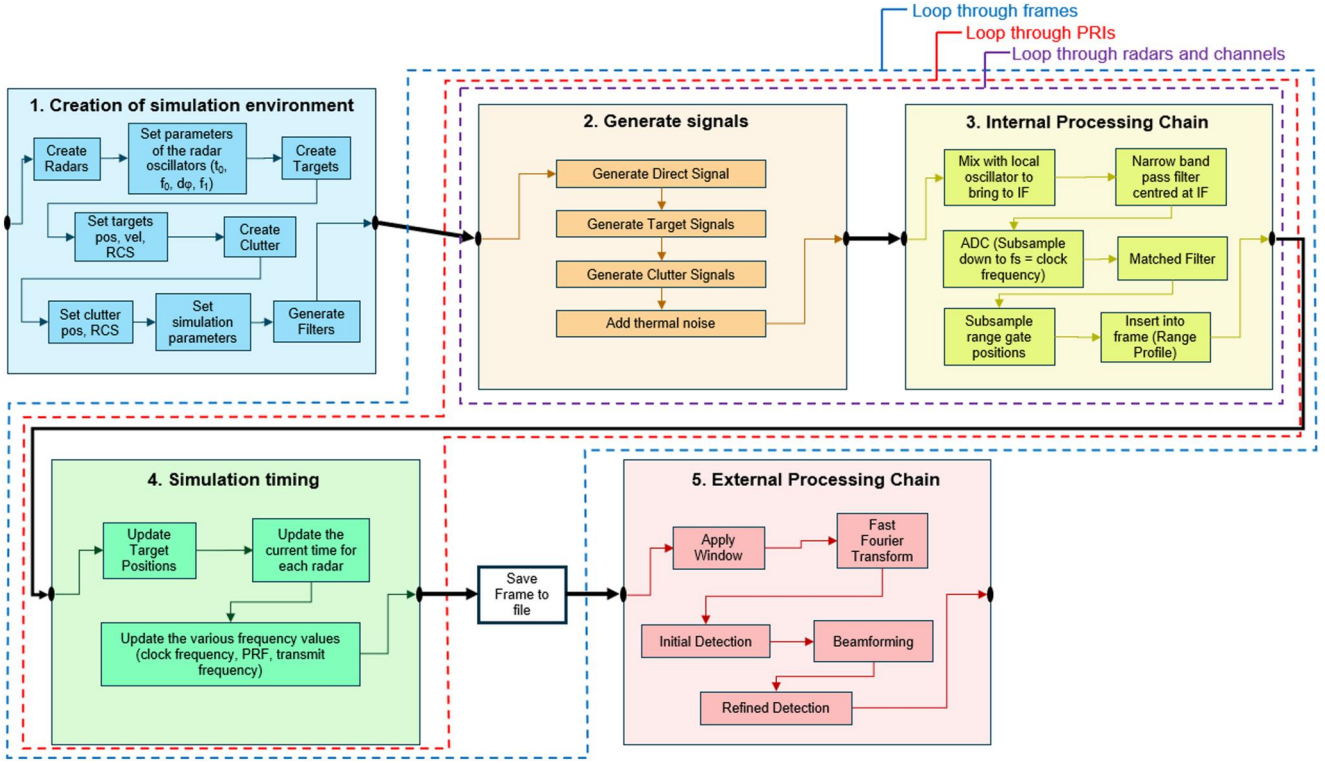 Loop through frames
Loop through PRIs
Loop through radars and channels
1. Creation of simulation environment
Create
Radars
Set parameters
of the radar
oscillators (t₀,
f₀, dφ, f₁)
Create
Targets
Set targets
pos, vel,
RCS
Create
Clutter
Set clutter
pos, RCS
Set
simulation
parameters
Generate
Filters
2. Generate signals
Generate Direct Signal
Generate Target Signals
Generate Clutter Signals
Add thermal noise
3. Internal Processing Chain
Mix with local
oscillator to
bring to IF
Narrow band
pass filter
centred at IF
ADC (Subsample
down to fs = clock
frequency)
Matched Filter
Subsample
range gate
positions
Insert into
frame (Range
Profile)
4. Simulation timing
Update
Target
Positions
Update the
current time for
each radar
Update the various frequency values
(clock frequency, PRF, transmit
frequency)
Save
Frame to
file
5. External Processing Chain
Apply
Window
Fast
Fourier
Transform
Initial Detection
Beamforming
Refined Detection